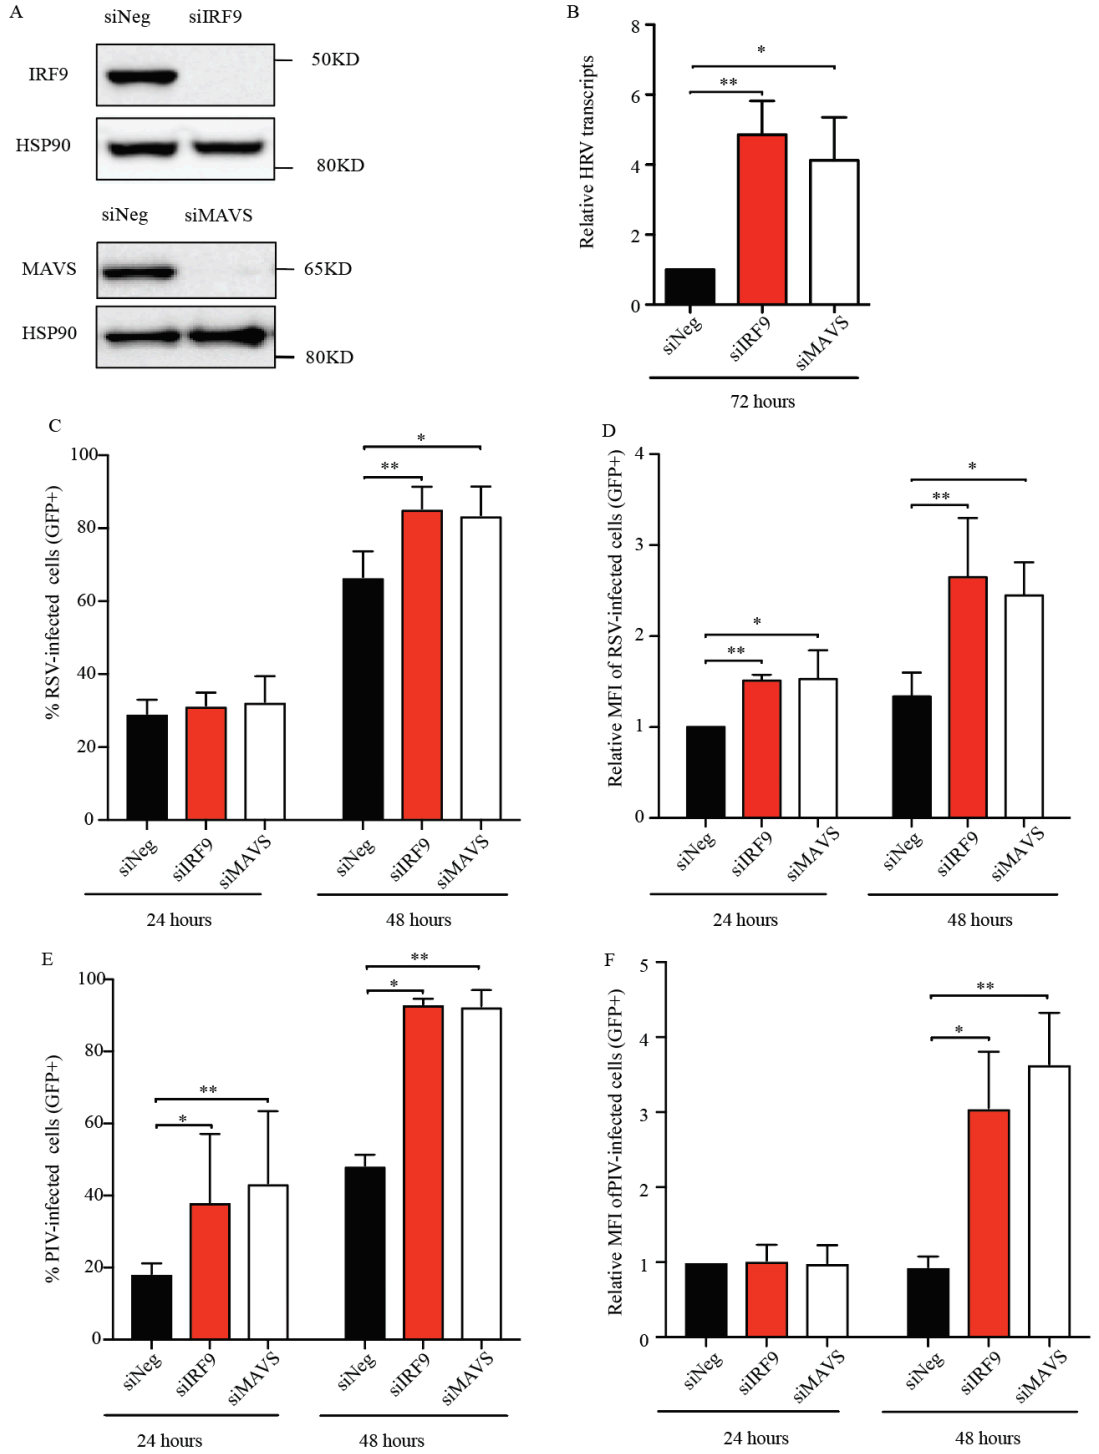 A
siNeg siIRF9
IRF9
50KD
HSP90
80KD
siNeg siMAVS
MAVS
65KD
HSP90
80KD
B
Relative HRV transcripts
8
6
4
2
0
*
**
siNeg siIRF9 siMAVS
72 hours
C
% RSV-infected cells (GFP+)
100
80
60
40
20
0
*
**
siNeg siIRF9 siMAVS siNeg siIRF9 siMAVS
24 hours 48 hours
D
Relative MFI of RSV-infected cells (GFP+)
4
3
2
1
0
*
**
*
**
siNeg siIRF9 siMAVS siNeg siIRF9 siMAVS
24 hours 48 hours
E
% PIV-infected cells (GFP+)
100
80
60
40
20
0
**
*
**
*
siNeg siIRF9 siMAVS siNeg siIRF9 siMAVS
24 hours 48 hours
F
Relative MFI ofPIV-infected cells (GFP+)
5
4
3
2
1
0
**
*
siNeg siIRF9 siMAVS siNeg siIRF9 siMAVS
24 hours 48 hours